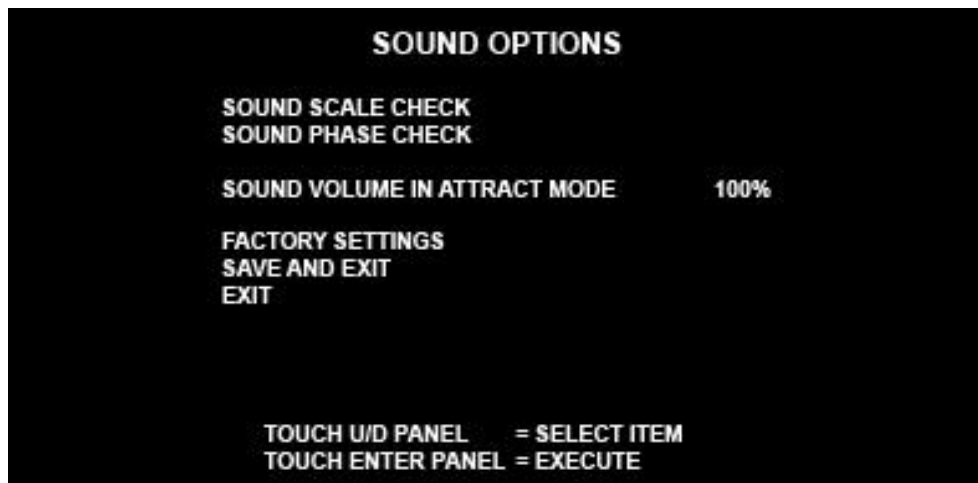 SOUND OPTIONS
SOUND SCALE CHECK
SOUND PHASE CHECK
SOUND VOLUME IN ATTRACT MODE 100%
FACTORY SETTINGS
SAVE AND EXIT
EXIT
TOUCH U/D PANEL = SELECT ITEM
TOUCH ENTER PANEL = EXECUTE